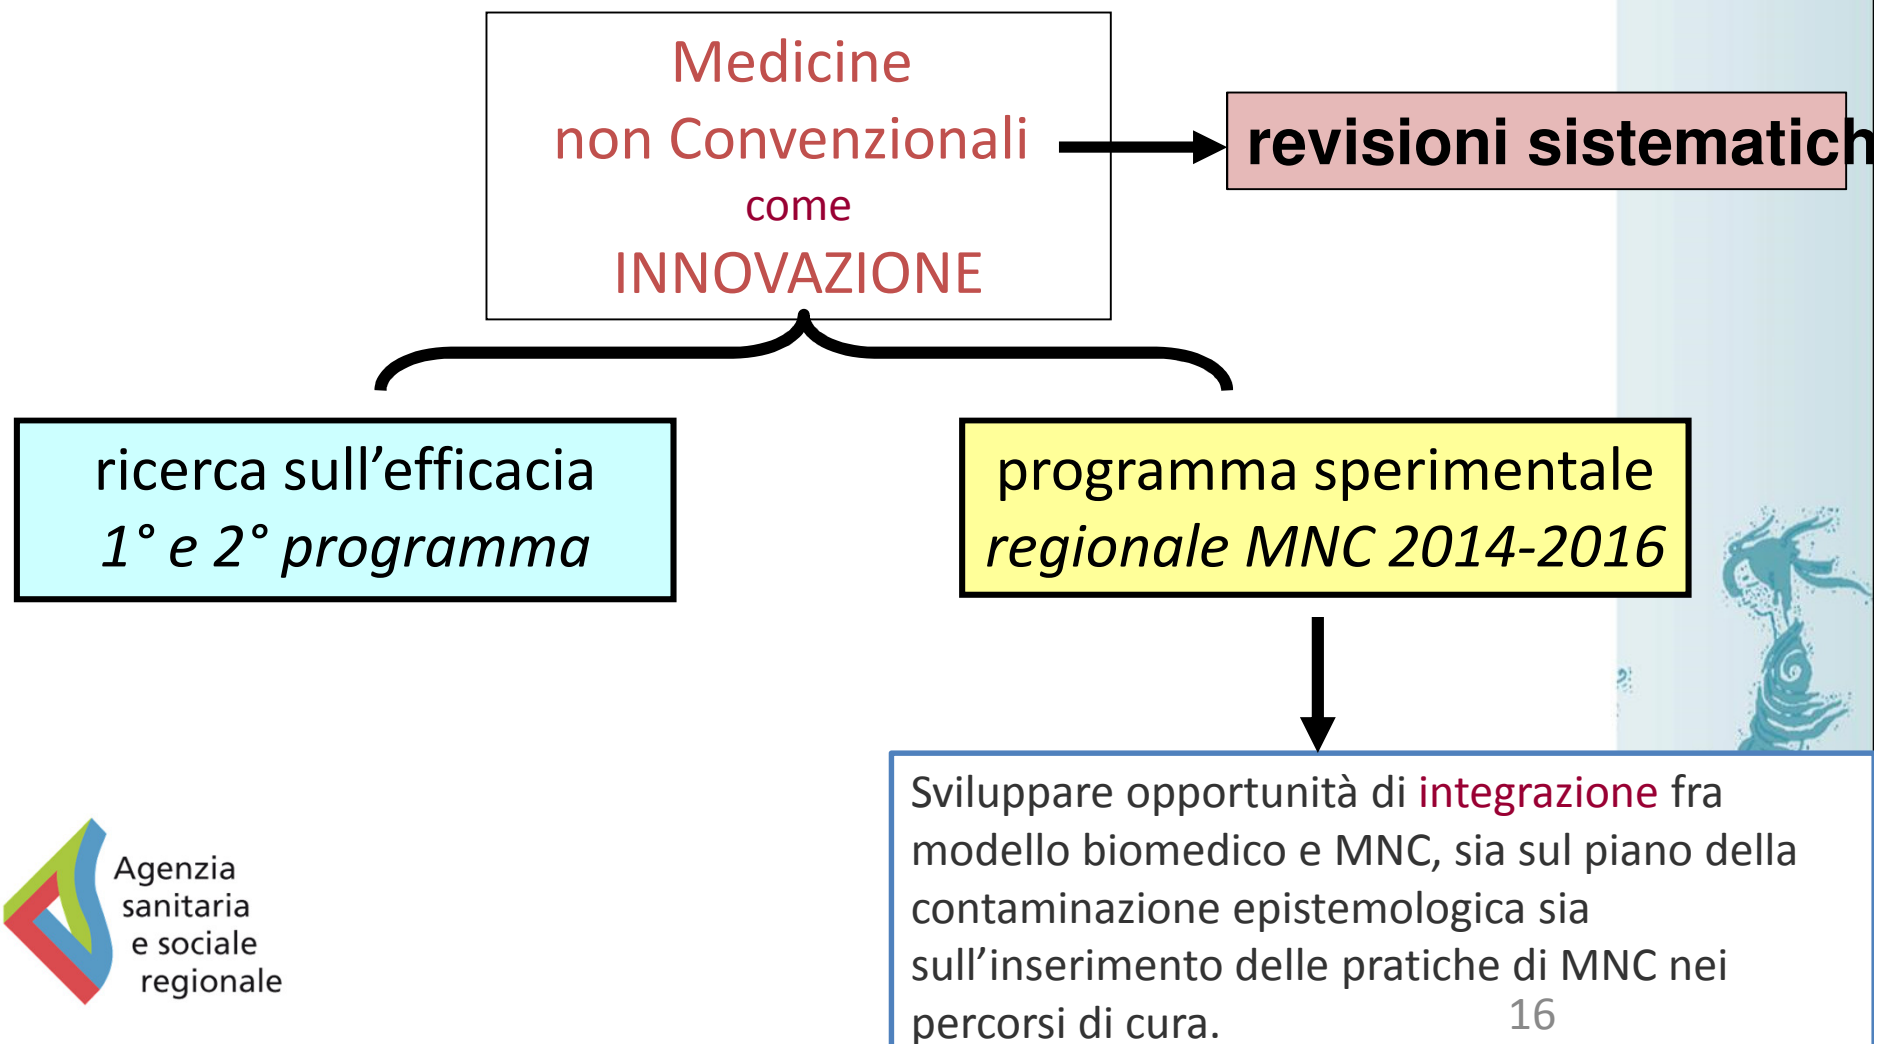 Medicine
non Convenzionali
come
INNOVAZIONE
revisioni sistematich
ricerca sull’efficacia
1° e 2° programma
programma sperimentale
regionale MNC 2014-2016
Sviluppare opportunità di integrazione fra
modello biomedico e MNC, sia sul piano della
contaminazione epistemologica sia
sull’inserimento delle pratiche di MNC nei
percorsi di cura.
Agenzia
sanitaria
e sociale
regionale
16